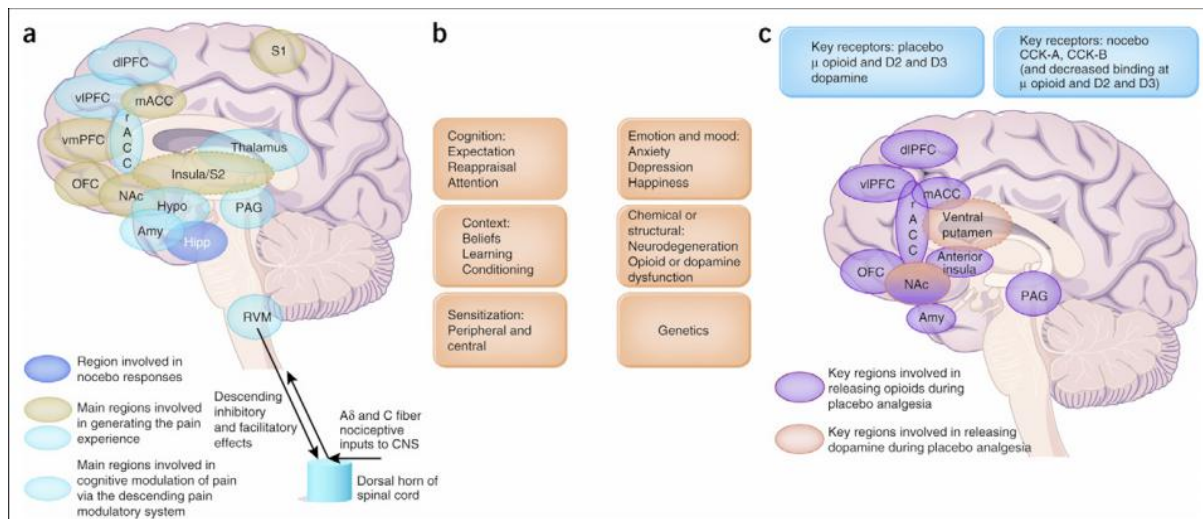 a
S1
dlPFC
vlPFC
mACC
r
A
C
C
vmPFC
Thalamus
Insula/S2
OFC
NAc
Hypo
PAG
Amy
Hipp
RVM
Region involved in
nocebo responses
Main regions involved
in generating the pain
experience
Main regions involved in
cognitive modulation of pain
via the descending pain
modulatory system
Descending
inhibitory
and facilitatory
effects
Aδ and C fiber
nociceptive
inputs to CNS
Dorsal horn of
spinal cord
b
Cognition:
Expectation
Reappraisal
Attention
Emotion and mood:
Anxiety
Depression
Happiness
Context:
Beliefs
Learning
Conditioning
Chemical or
structural:
Neurodegeneration
Opioid or dopamine
dysfunction
Sensitization:
Peripheral and
central
Genetics
c
Key receptors: placebo
μ opioid and D2 and D3
dopamine
Key receptors: nocebo
CCK-A, CCK-B
(and decreased binding at
μ opioid and D2 and D3)
dlPFC
vlPFC
mACC
r
A
C
C
Ventral
putamen
Anterior
insula
OFC
NAc
PAG
Amy
Key regions involved in
releasing opioids during
placebo analgesia
Key regions involved in releasing
dopamine during placebo analgesia